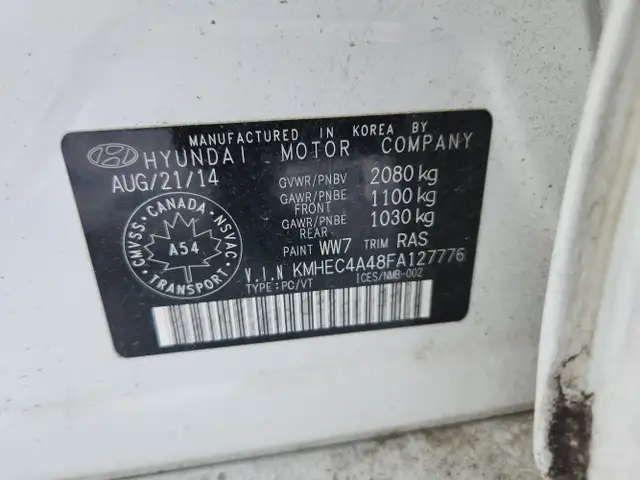 MANUFACTURED IN KOREA BY
HYUNDAI MOTOR COMPANY
AUG/21/14
GVWR/PNBV 2080 kg
GAWR/PNBE FRONT 1100 kg
GAWR/PNBE REAR 1030 kg
PAINT WW7 TRIM RAS
CANADA
CMVSS NSVAC
A54
TRANSPORT
V.I.N KMHEC4A48FA127776
TYPE:PC/VT ICES/NMB-002